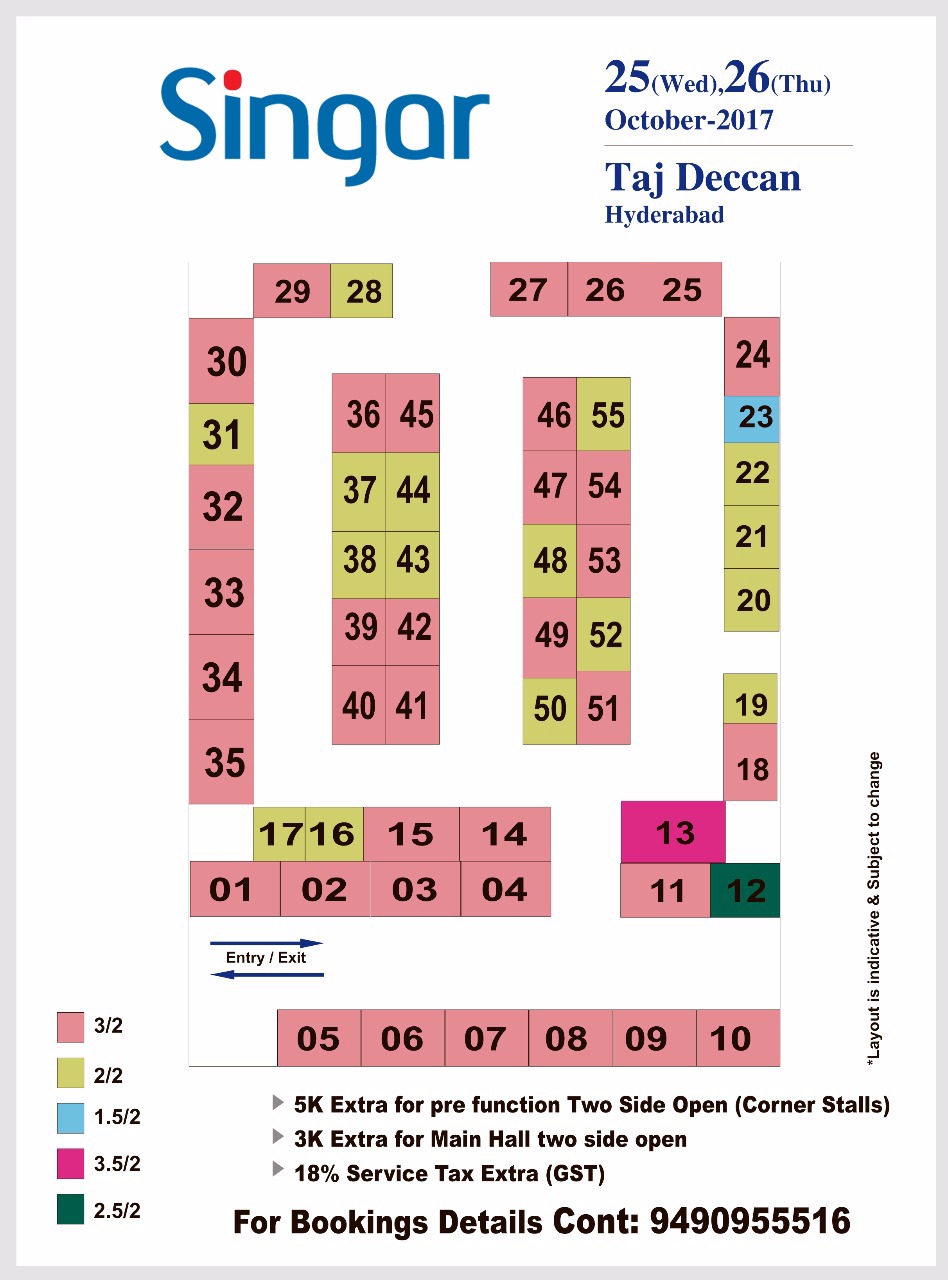 Singar
25(Wed),26(Thu)
October-2017
Taj Deccan
Hyderabad
29 28 27 26 25
30 24
31 23
32 22
33 21
34 20
35 19
18
36 45 46 55
37 44 47 54
38 43 48 53
39 42 49 52
40 41 50 51
17 16 15 14 13
01 02 03 04 11 12
Entry / Exit
05 06 07 08 09 10
*Layout is indicative & Subject to change
3/2
2/2
1.5/2
3.5/2
2.5/2
5K Extra for pre function Two Side Open (Corner Stalls)
3K Extra for Main Hall two side open
18% Service Tax Extra (GST)
For Bookings Details Cont: 9490955516